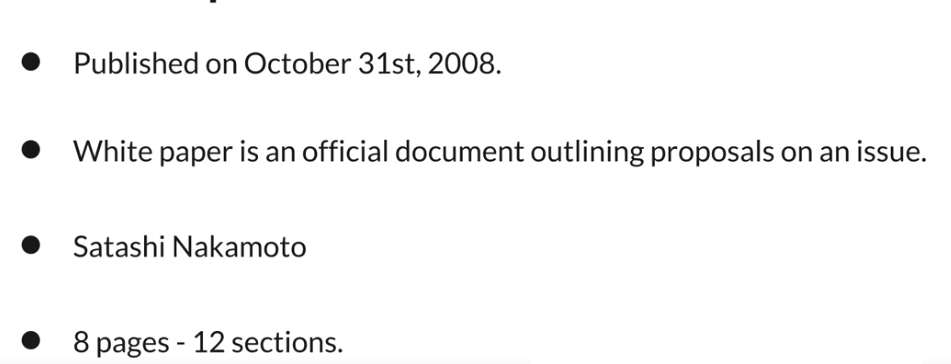 ● Published on October 31st, 2008.
● White paper is an official document outlining proposals on an issue.
● Satashi Nakamoto
● 8 pages - 12 sections.